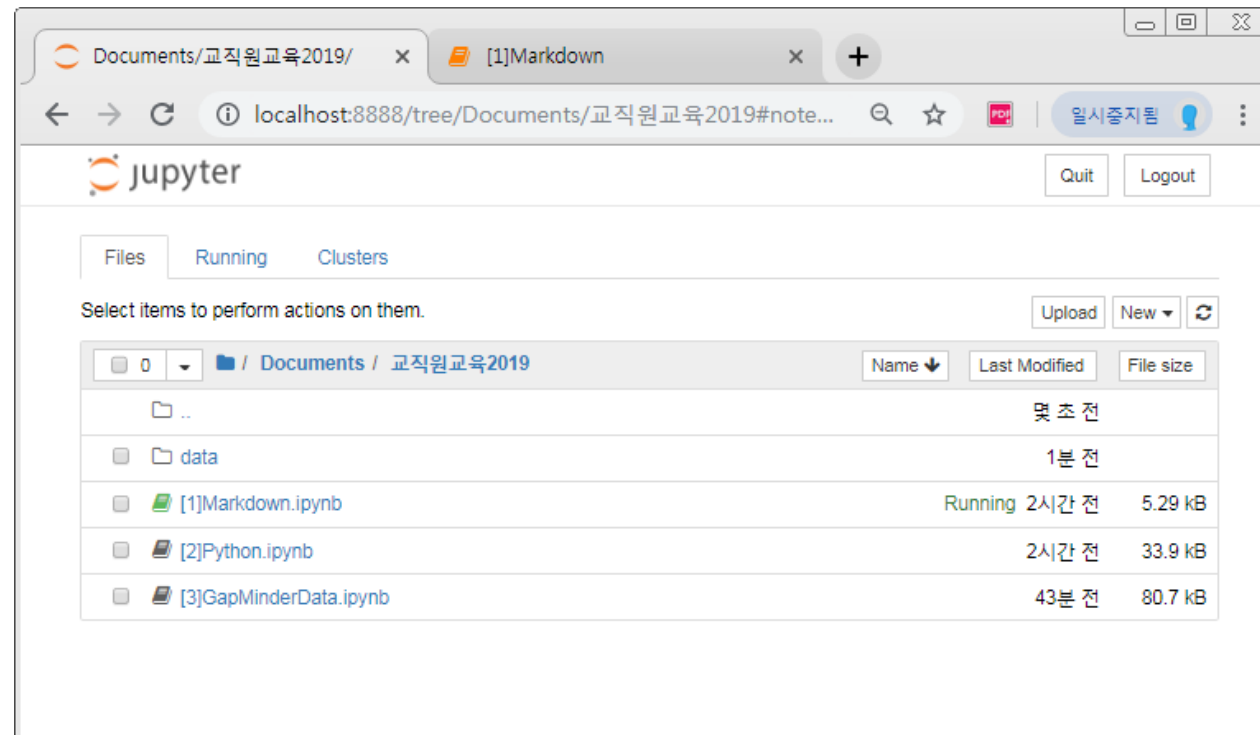 Documents/교직원교육2019/ [1]Markdown
localhost:8888/tree/Documents/교직원교육2019#note... PDF 일시중지됨
jupyter Quit Logout
Files Running Clusters
Select items to perform actions on them. Upload New
0 / Documents / 교직원교육2019 Name Last Modified File size
.. 몇 초 전
data 1분 전
[1]Markdown.ipynb Running 2시간 전 5.29 kB
[2]Python.ipynb 2시간 전 33.9 kB
[3]GapMinderData.ipynb 43분 전 80.7 kB